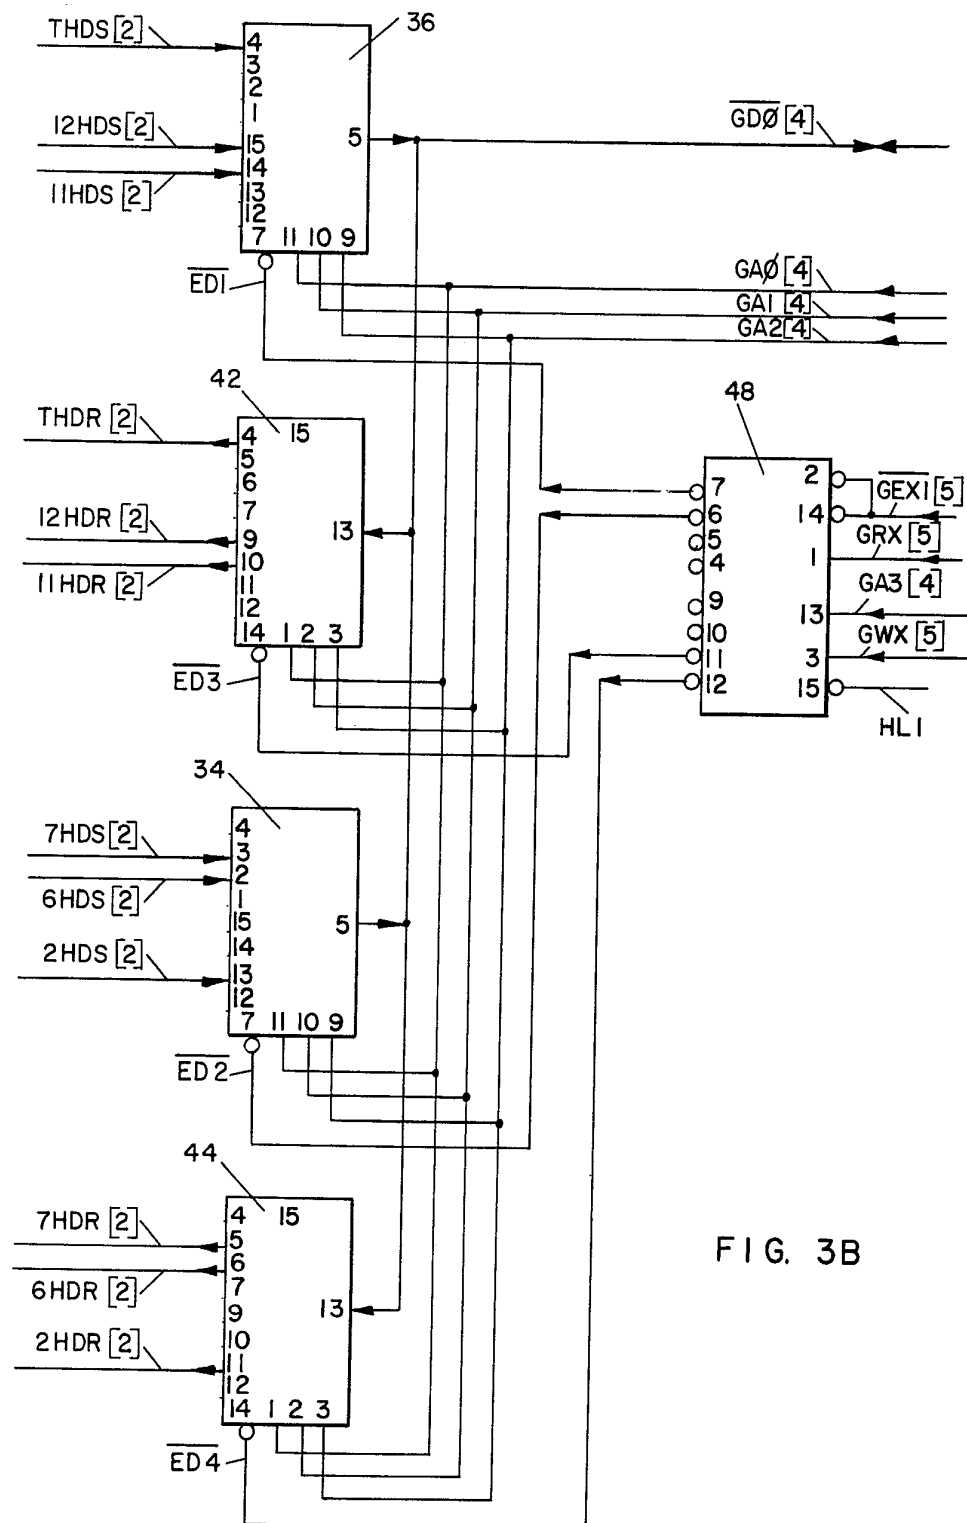 THDS[2]
36
4
3
2
1
12HDS[2]
15
5
GDØ[4]
14
11HDS[2]
13
12
7 11 10 9
ED1
GAØ[4]
GA1[4]
GA2[4]
42
THDR[2]
4 15
5
6
7
12HDR[2]
9
13
10
11HDR[2]
11
12
14 1 2 3
ED3
48
7 2
GEX1[5]
6 14
5
GRX[5]
4 1
GA3[4]
9 13
10
GWX[5]
11 3
12 15
HL1
34
4
7HDS[2]
3
2
6HDS[2]
1
15 5
14
2HDS[2]
13
12
7 11 10 9
ED2
44
4 15
7HDR[2]
5
6
6HDR[2]
7
9 13
10
2HDR[2]
11
12
14 1 2 3
ED4
FIG. 3B